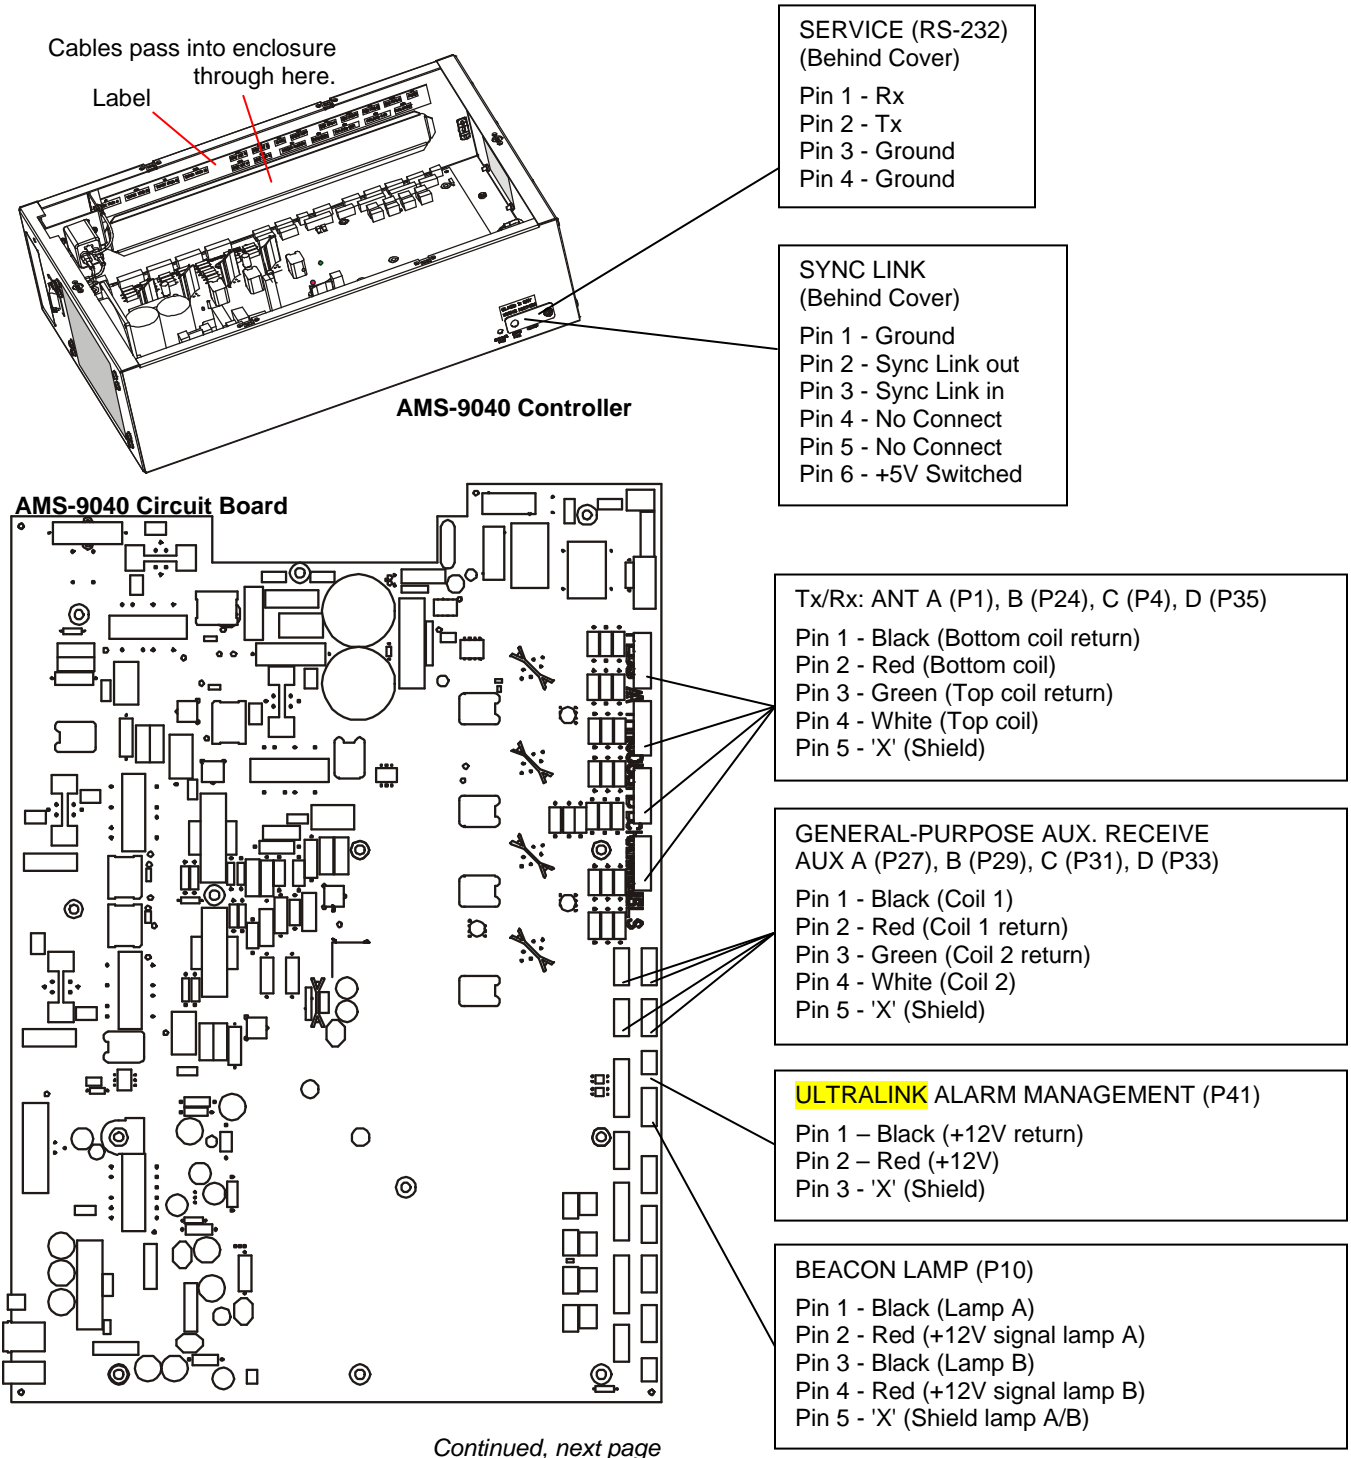 Cables pass into enclosure
through here.
Label
AMS-9040 Controller
SERVICE (RS-232)
(Behind Cover)
Pin 1 - Rx
Pin 2 - Tx
Pin 3 - Ground
Pin 4 - Ground
SYNC LINK
(Behind Cover)
Pin 1 - Ground
Pin 2 - Sync Link out
Pin 3 - Sync Link in
Pin 4 - No Connect
Pin 5 - No Connect
Pin 6 - +5V Switched
AMS-9040 Circuit Board
Tx/Rx: ANT A (P1), B (P24), C (P4), D (P35)
Pin 1 - Black (Bottom coil return)
Pin 2 - Red (Bottom coil)
Pin 3 - Green (Top coil return)
Pin 4 - White (Top coil)
Pin 5 - 'X' (Shield)
GENERAL-PURPOSE AUX. RECEIVE
AUX A (P27), B (P29), C (P31), D (P33)
Pin 1 - Black (Coil 1)
Pin 2 - Red (Coil 1 return)
Pin 3 - Green (Coil 2 return)
Pin 4 - White (Coil 2)
Pin 5 - 'X' (Shield)
ULTRALINK ALARM MANAGEMENT (P41)
Pin 1 – Black (+12V return)
Pin 2 – Red (+12V)
Pin 3 - 'X' (Shield)
BEACON LAMP (P10)
Pin 1 - Black (Lamp A)
Pin 2 - Red (+12V signal lamp A)
Pin 3 - Black (Lamp B)
Pin 4 - Red (+12V signal lamp B)
Pin 5 - 'X' (Shield lamp A/B)
Continued, next page